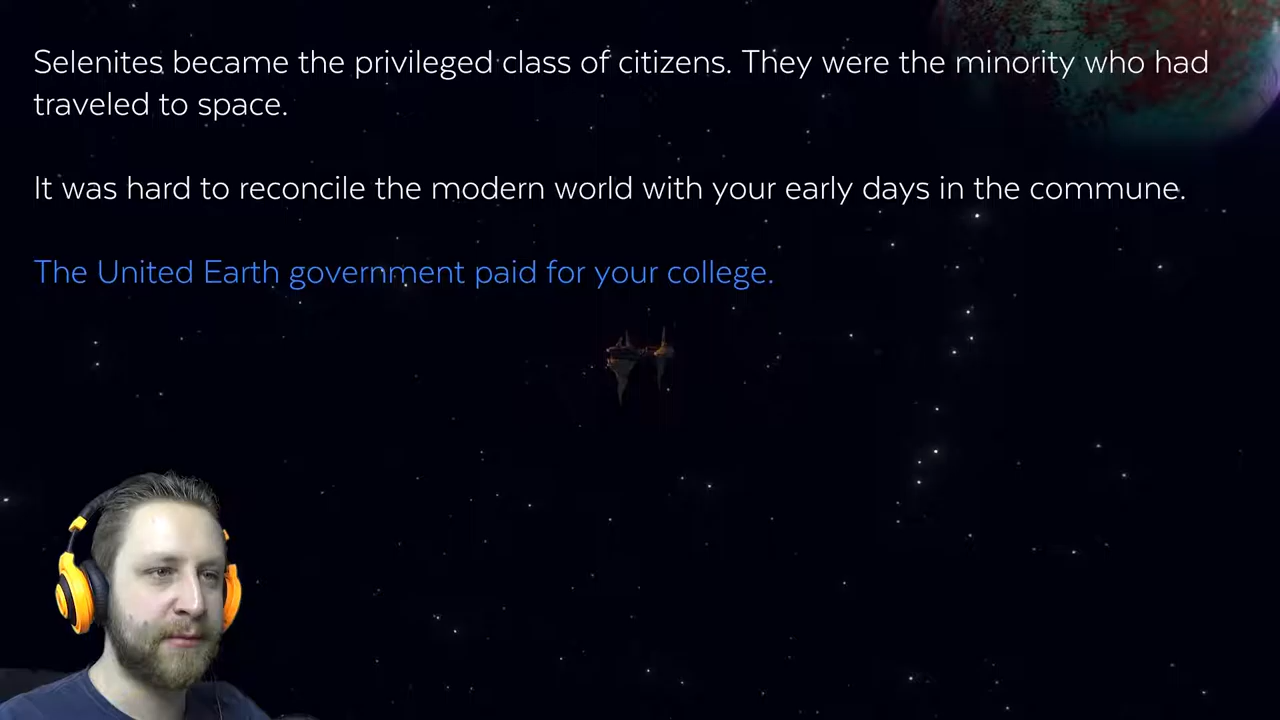 Selenites became the privileged class of citizens. They were the minority who had
traveled to space.
It was hard to reconcile the modern world with your early days in the commune.
The United Earth government paid for your college.